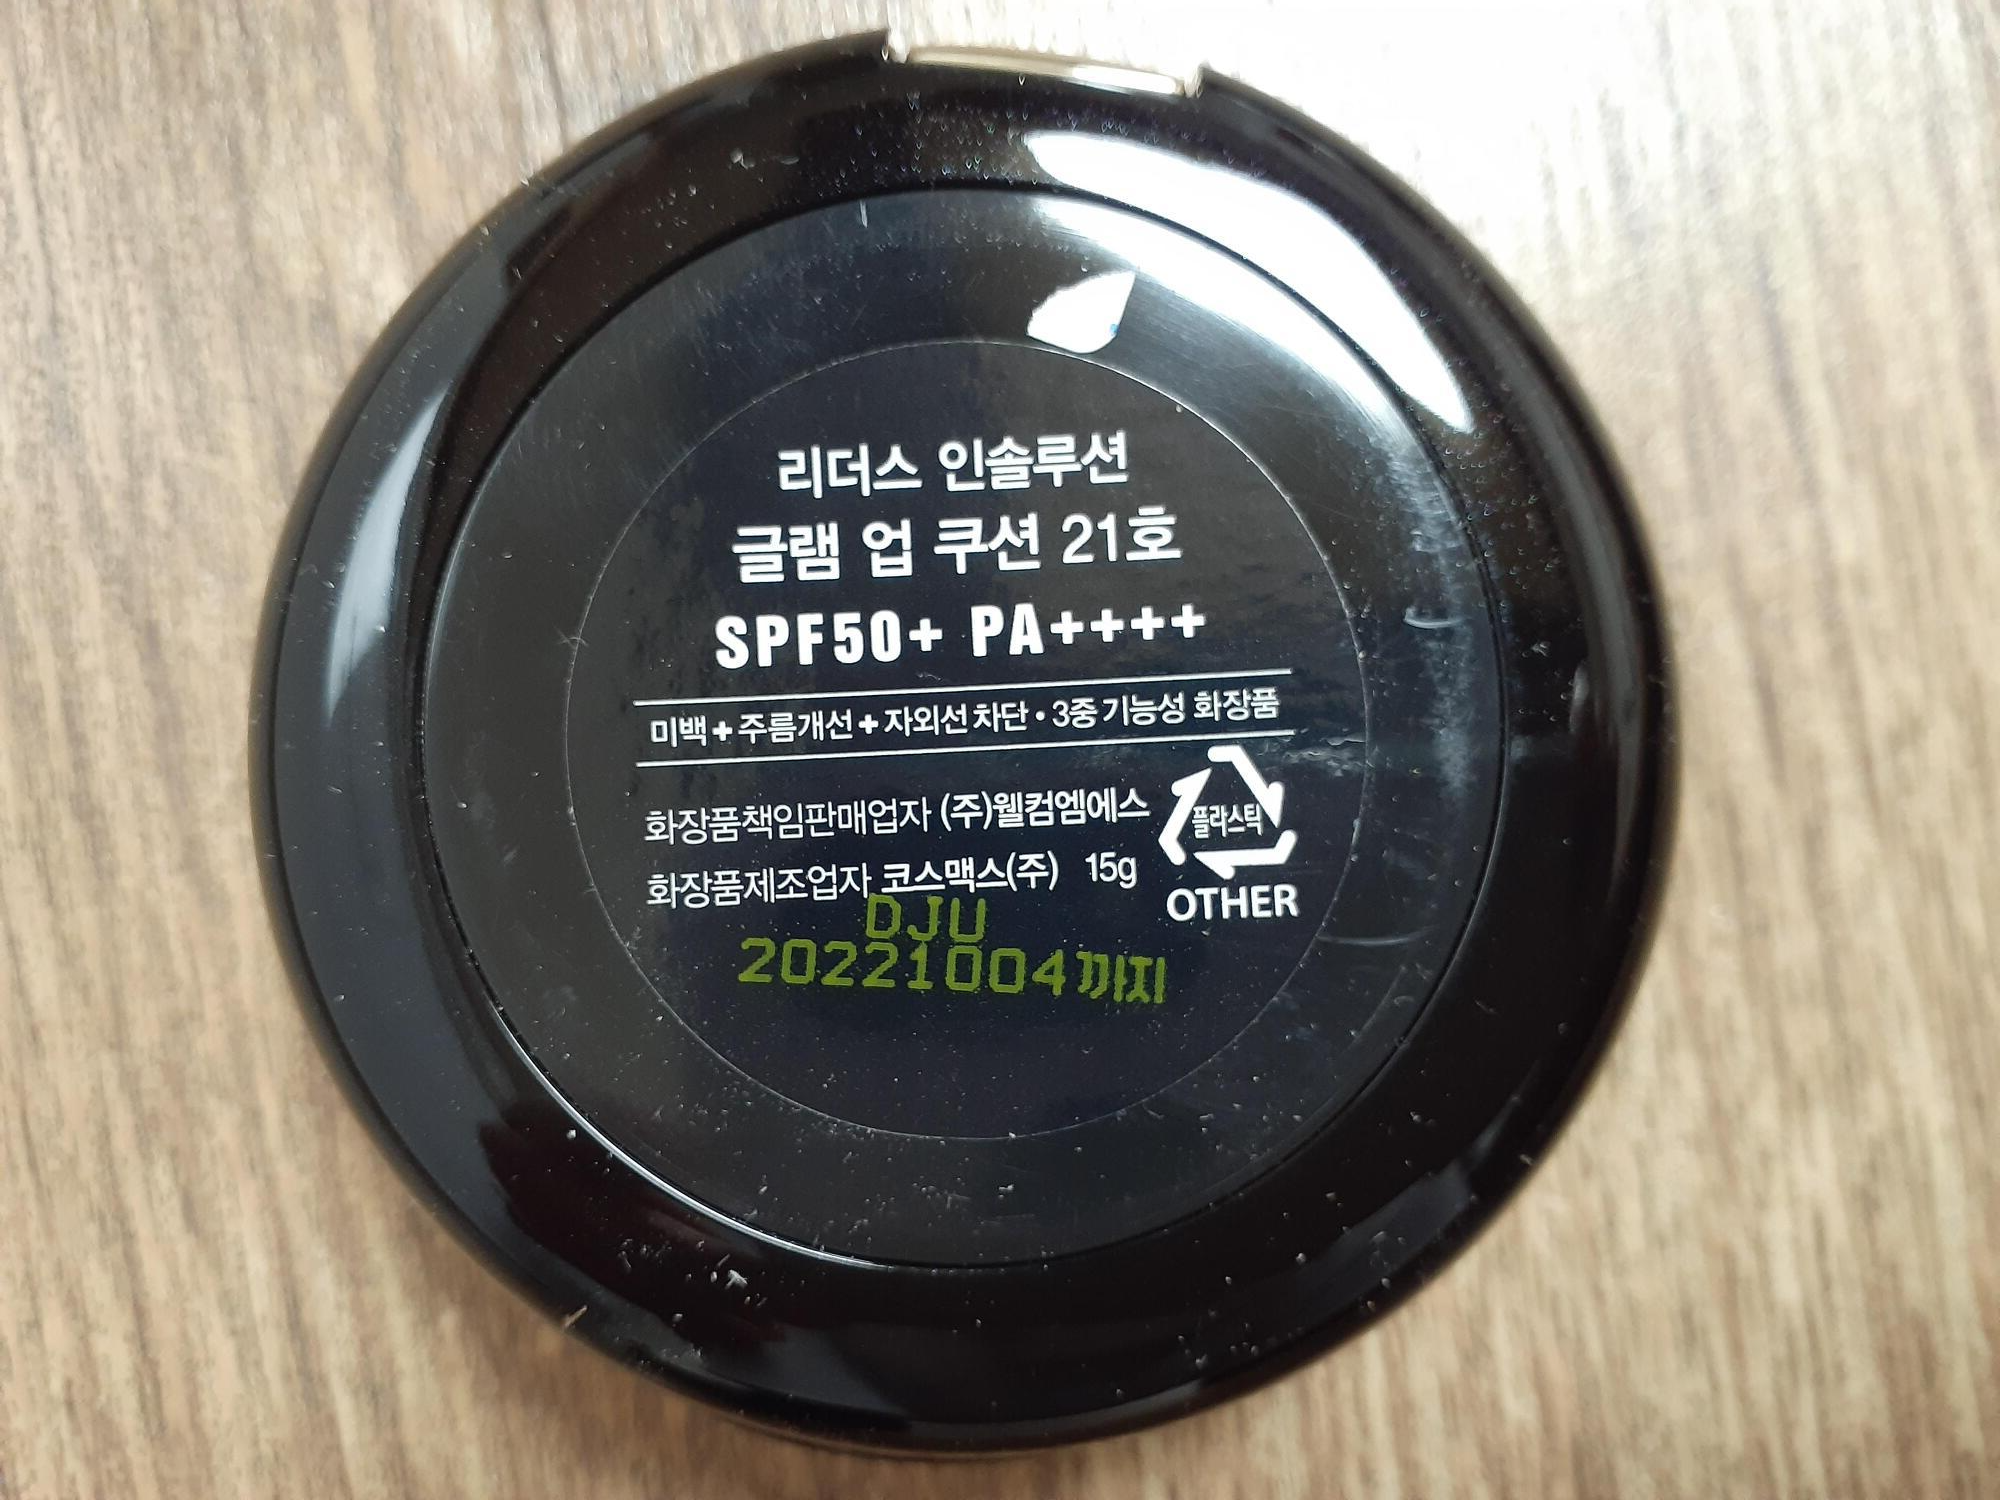 리더스 인솔루션
글램 업 쿠션 21호
SPF50+ PA++++
미백+주름개선+자외선차단•3중기능성 화장품
화장품책임판매업자 (주)웰컴엠에스
화장품제조업자 코스맥스(주) 15g
플라스틱
OTHER
DJU
20221004까지